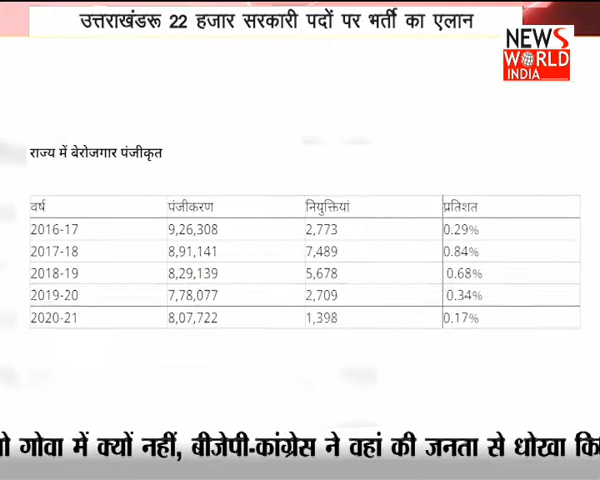 उत्तराखंडरू 22 हजार सरकारी पदों पर भर्ती का एलान
NEWS
WORLD
INDIA
राज्य में बेरोजगार पंजीकृत
वर्ष पंजीकरण नियुक्तियां प्रतिशत
2016-17 9,26,308 2,773 0.29%
2017-18 8,91,141 7,489 0.84%
2018-19 8,29,139 5,678 0.68%
2019-20 7,78,077 2,709 0.34%
2020-21 8,07,722 1,398 0.17%
गोवा में क्यों नहीं, बीजेपी-कांग्रेस ने वहां की जनता से धोखा